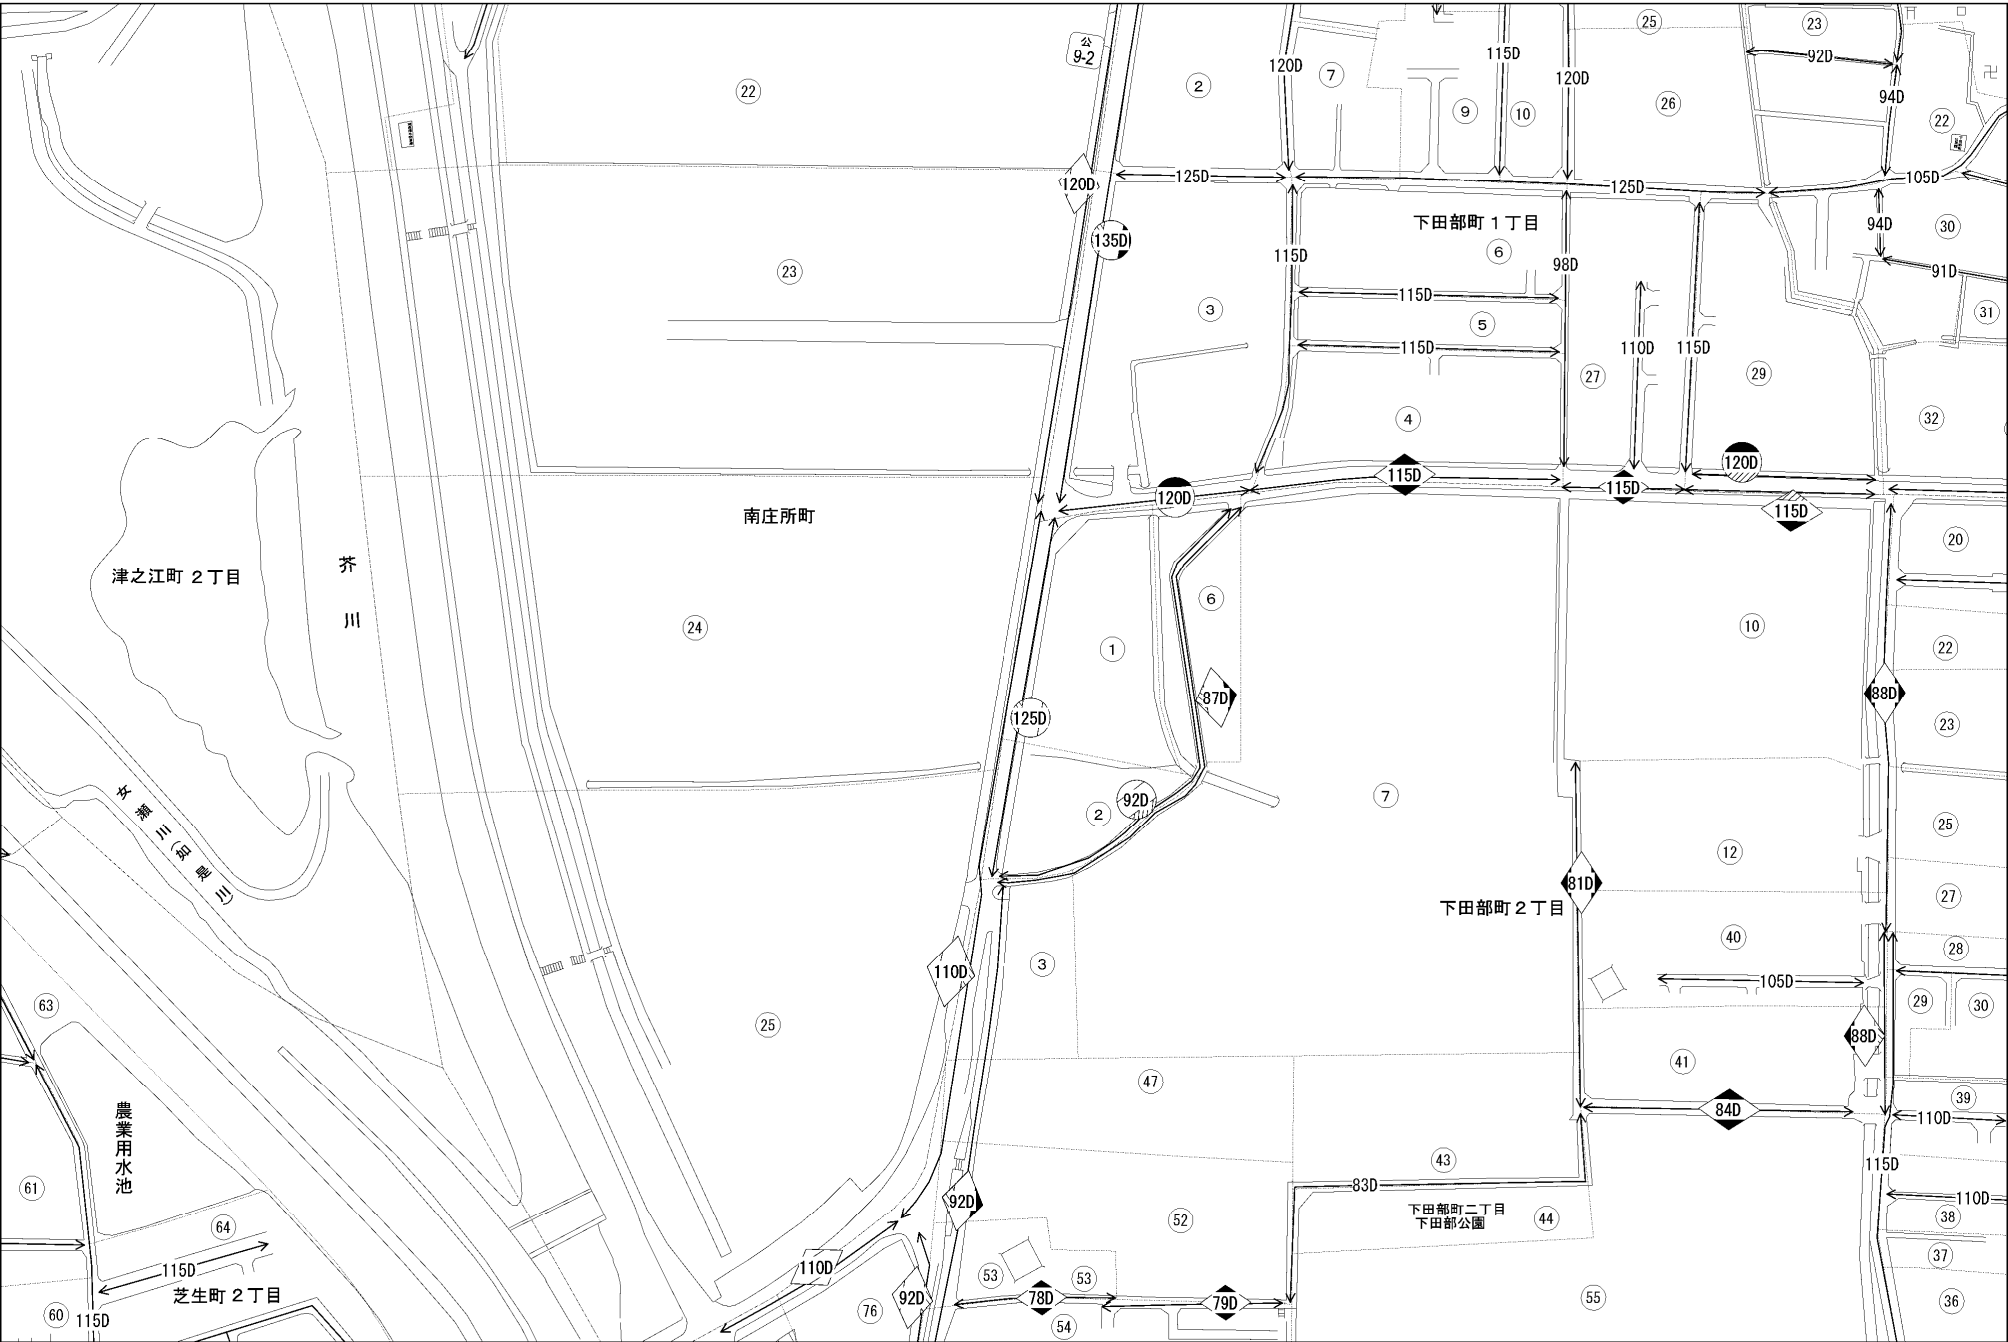 公
9-2
25
23
92D
120D
115D
120D
22
2
7
9
10
26
94D
22
125D
125D
105D
120D
135D
下田部町1丁目
6
94D
30
23
115D
98D
91D
115D
3
5
31
115D
110D
115D
27
29
4
32
115D
120D
120D
115D
115D
南庄所町
20
津之江町 2丁目
芥川
24
6
10
1
22
87D
88D
125D
23
女瀬川(如是川)
92D
2
7
25
12
81D
27
下田部町2丁目
40
28
110D
3
105D
63
29
30
25
88D
41
47
39
84D
110D
農業用水池
43
115D
61
83D
110D
92D
下田部町二丁目
下田部公園
44
38
64
52
37
115D
110D
53
53
芝生町2丁目
92D
78D
79D
55
36
60
115D
76
54